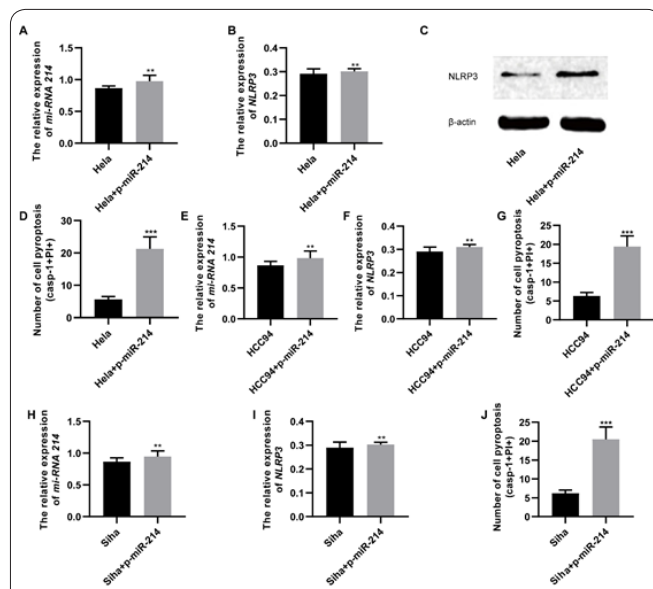 A
The relative expression
of mi-RNA 214
1.5
1.0
0.5
0.0
**
Hela
Hela+p-miR-214
B
The relative expression
of NLRP3
0.4
0.3
0.2
0.1
0.0
**
Hela
Hela+p-miR-214
C
NLRP3
β-actin
Hela
Hela+p-miR-214
D
Number of cell pyroptosis
(casp-1+PI+)
30
20
10
0
***
Hela
Hela+p-miR-214
E
The relative expression
of mi-RNA 214
1.5
1.0
0.5
0.0
**
HCC94
HCC94+p-miR-214
F
The relative expression
of NLRP3
0.4
0.3
0.2
0.1
0.0
**
HCC94
HCC94+p-miR-214
G
Number of cell pyroptosis
(casp-1+PI+)
25
20
15
10
5
0
***
HCC94
HCC94+p-miR-214
H
The relative expression
of mi-RNA 214
1.5
1.0
0.5
0.0
**
Siha
Siha+p-miR-214
I
The relative expression
of NLRP3
0.4
0.3
0.2
0.1
0.0
**
Siha
Siha+p-miR-214
J
Number of cell pyroptosis
(casp-1+PI+)
25
20
15
10
5
0
***
Siha
Siha+p-miR-214